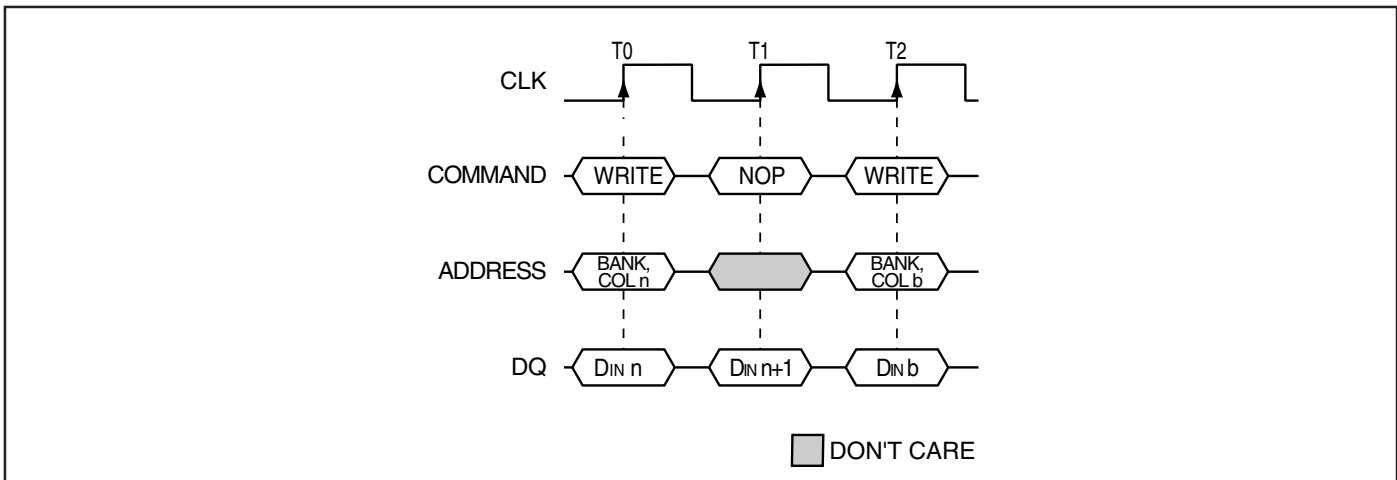 T0 T1 T2
CLK
COMMAND WRITE NOP WRITE
ADDRESS BANK, COL n BANK, COL b
DQ DIN n DIN n+1 DIN b
DON'T CARE